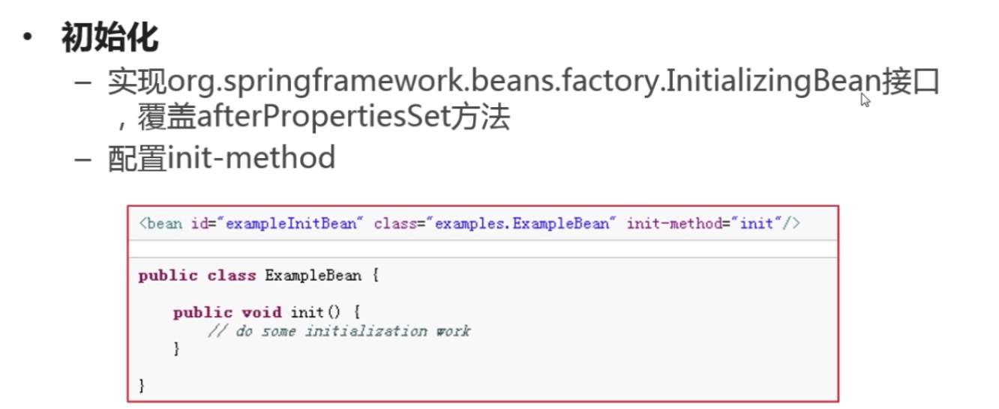 • 初始化
– 实现org.springframework.beans.factory.InitializingBean接口
，覆盖afterPropertiesSet方法
– 配置init-method
<bean id="exampleInitBean" class="examples.ExampleBean" init-method="init"/>
public class ExampleBean {
public void init() {
// do some initialization work
}
}